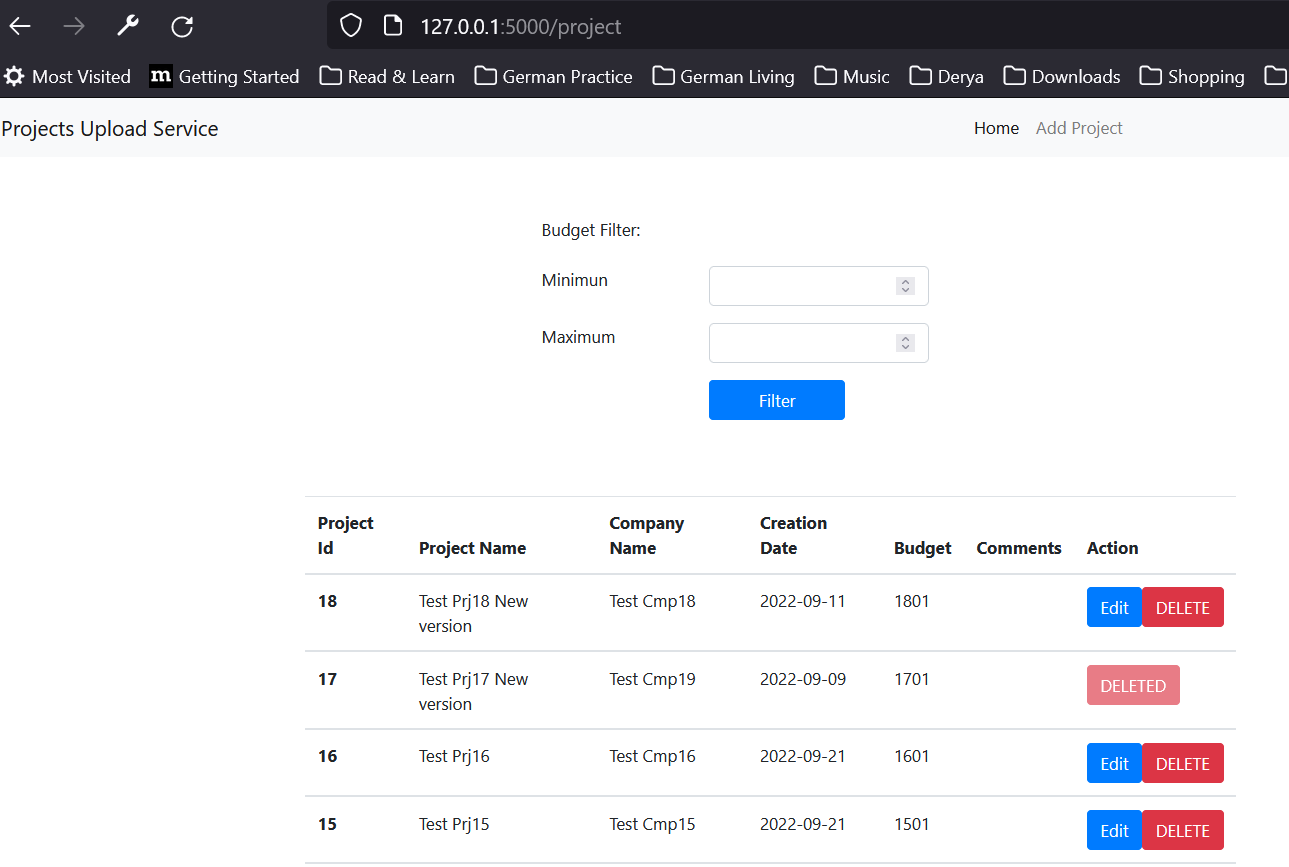 127.0.0.1:5000/project
Most Visited m Getting Started Read & Learn German Practice German Living Music Derya Downloads Shopping
Projects Upload Service Home Add Project
Budget Filter:
Minimun
Maximum
Filter
Project Id Project Name Company Name Creation Date Budget Comments Action
18 Test Prj18 New version Test Cmp18 2022-09-11 1801 Edit DELETE
17 Test Prj17 New version Test Cmp19 2022-09-09 1701 DELETED
16 Test Prj16 Test Cmp16 2022-09-21 1601 Edit DELETE
15 Test Prj15 Test Cmp15 2022-09-21 1501 Edit DELETE